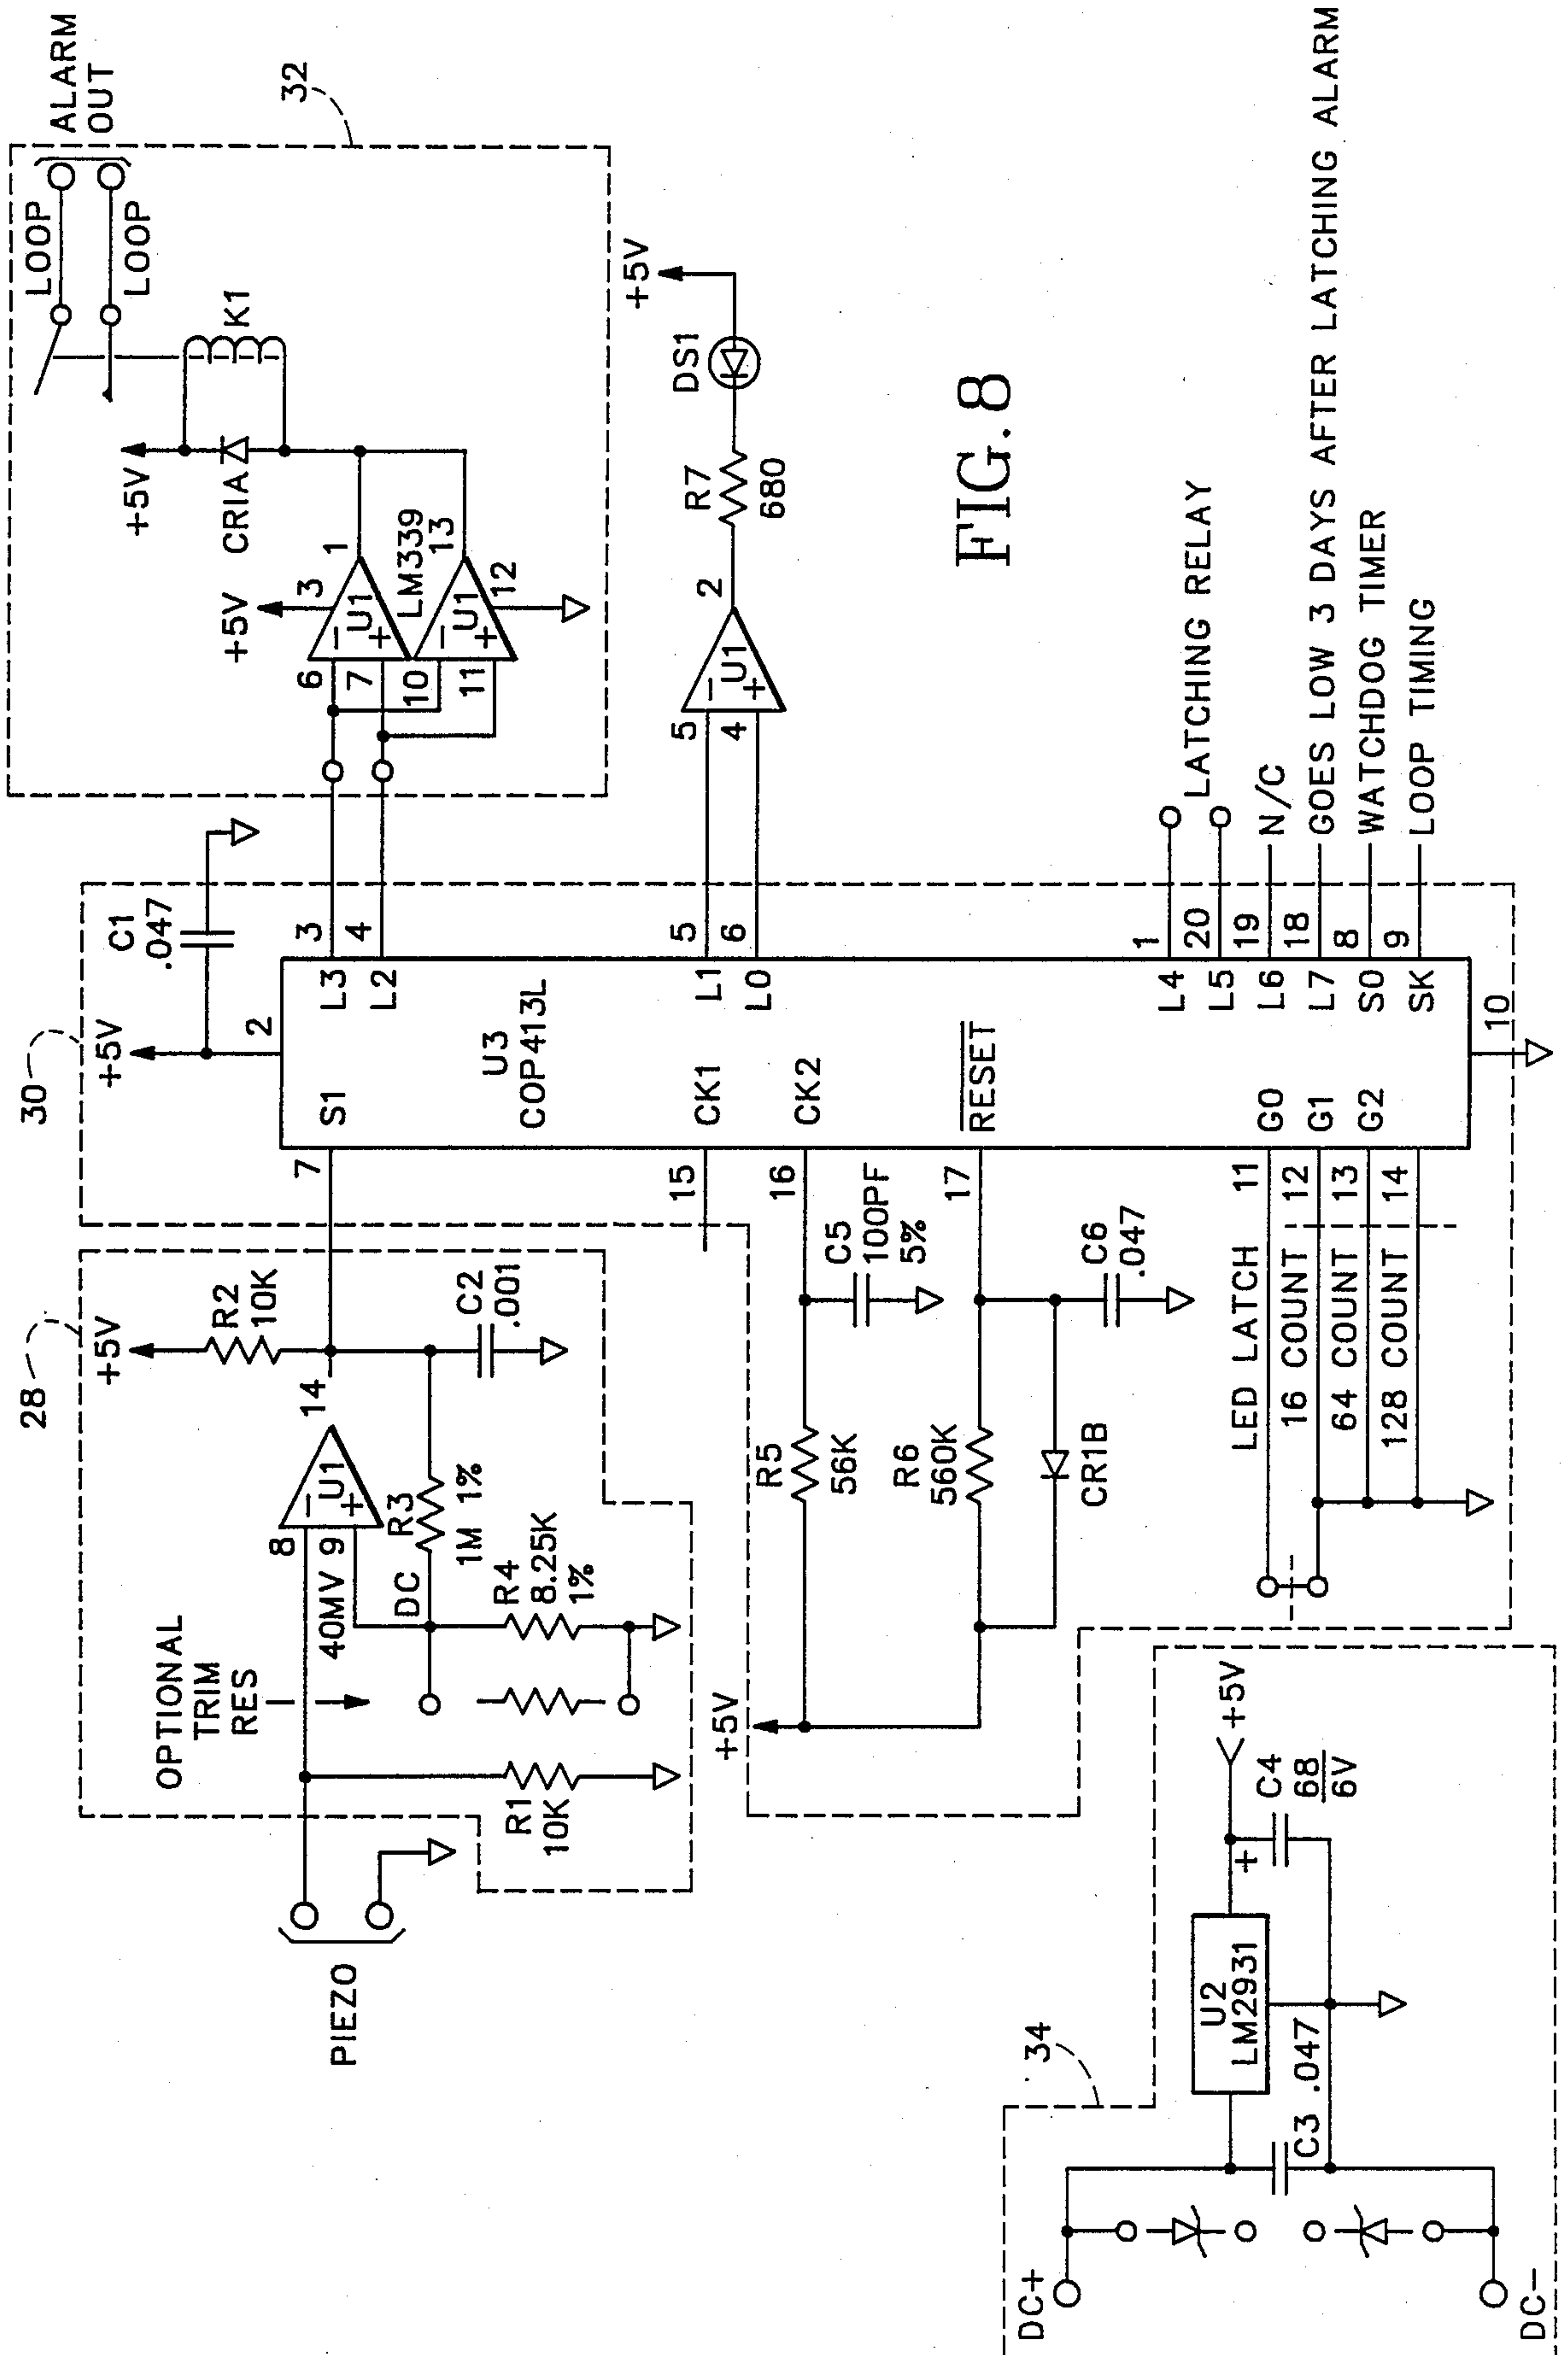 28
+5V
R2
10K
14
U1
−
+
8
9
40MV
DC
R3
1M 1%
C2
.001
R4
8.25K
1%
OPTIONAL
TRIM
RES
R1
10K
PIEZO
30
+5V
C1
.047
2
7
S1
U3
COP413L
L3
3
L2
4
CK1
15
L1
5
L0
6
CK2
16
C5
100PF
5%
RESET
17
C6
.047
R5
56K
R6
560K
CR1B
+5V
G0
11
LED LATCH
G1
12
16 COUNT
G2
13
64 COUNT
14
128 COUNT
L4
1
L5
20
LATCHING RELAY
L6
19
N/C
L7
18
GOES LOW 3 DAYS AFTER LATCHING ALARM
SO
8
WATCHDOG TIMER
SK
9
LOOP TIMING
10
32
ALARM
OUT
LOOP
LOOP
K1
+5V
CRIA
+5V
3
1
6
7
−
U1
+
LM339
13
10
11
−
U1
+
12
+5V
DS1
R7
680
2
5
4
−
U1
+
34
DC+
DC−
C3 .047
U2
LM2931
+
C4
68
6V
+5V
FIG. 8